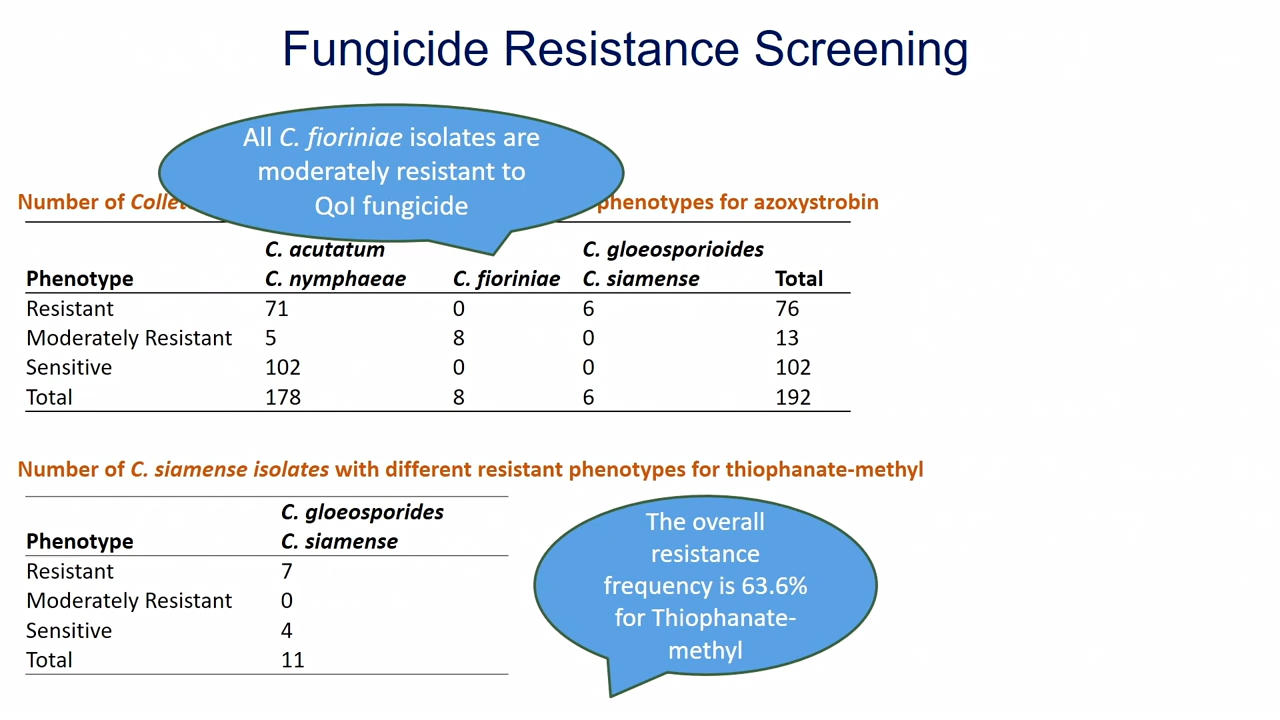 Fungicide Resistance Screening
All C. fioriniae isolates are
moderately resistant to
QoI fungicide
Number of phenotypes for azoxystrobin
C. acutatum C. gloeosporioides
Phenotype C. nymphaeae C. fioriniae C. siamense Total
Resistant 71 0 6 76
Moderately Resistant 5 8 0 13
Sensitive 102 0 0 102
Total 178 8 6 192
Number of C. siamense isolates with different resistant phenotypes for thiophanate-methyl
C. gloeosporides
Phenotype C. siamense
Resistant 7
Moderately Resistant 0
Sensitive 4
Total 11
The overall
resistance
frequency is 63.6%
for Thiophanate-
methyl